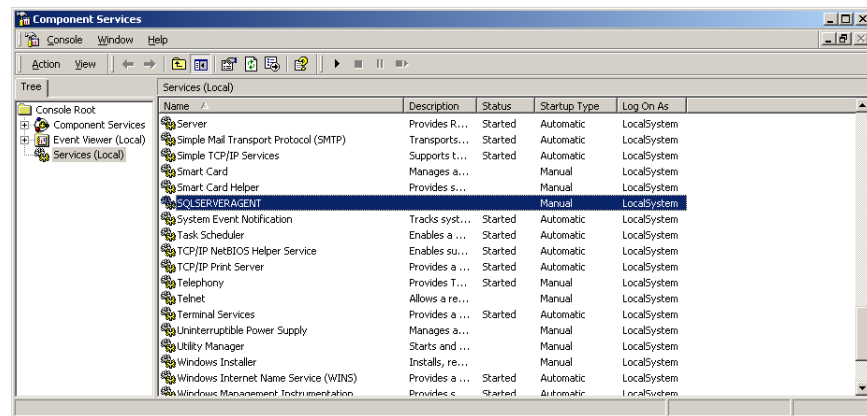 Component Services
Console Window Help
Action View
Tree
Services (Local)
Console Root
Component Services
Event Viewer (Local)
Services (Local)
Name Description Status Startup Type Log On As
Server Provides R... Started Automatic LocalSystem
Simple Mail Transport Protocol (SMTP) Transports... Started Automatic LocalSystem
Simple TCP/IP Services Supports t... Started Automatic LocalSystem
Smart Card Manages a... Manual LocalSystem
Smart Card Helper Provides s... Manual LocalSystem
SQLSERVERAGENT Manual LocalSystem
System Event Notification Tracks syst... Started Automatic LocalSystem
Task Scheduler Enables a ... Started Automatic LocalSystem
TCP/IP NetBIOS Helper Service Enables su... Started Automatic LocalSystem
TCP/IP Print Server Provides a ... Started Automatic LocalSystem
Telephony Provides T... Started Manual LocalSystem
Telnet Allows a re... Manual LocalSystem
Terminal Services Provides a ... Started Automatic LocalSystem
Uninterruptible Power Supply Manages a... Manual LocalSystem
Utility Manager Starts and ... Manual LocalSystem
Windows Installer Installs, re... Manual LocalSystem
Windows Internet Name Service (WINS) Provides a ... Started Automatic LocalSystem
Windows Management Instrumentation Provides s... Started Automatic LocalSystem